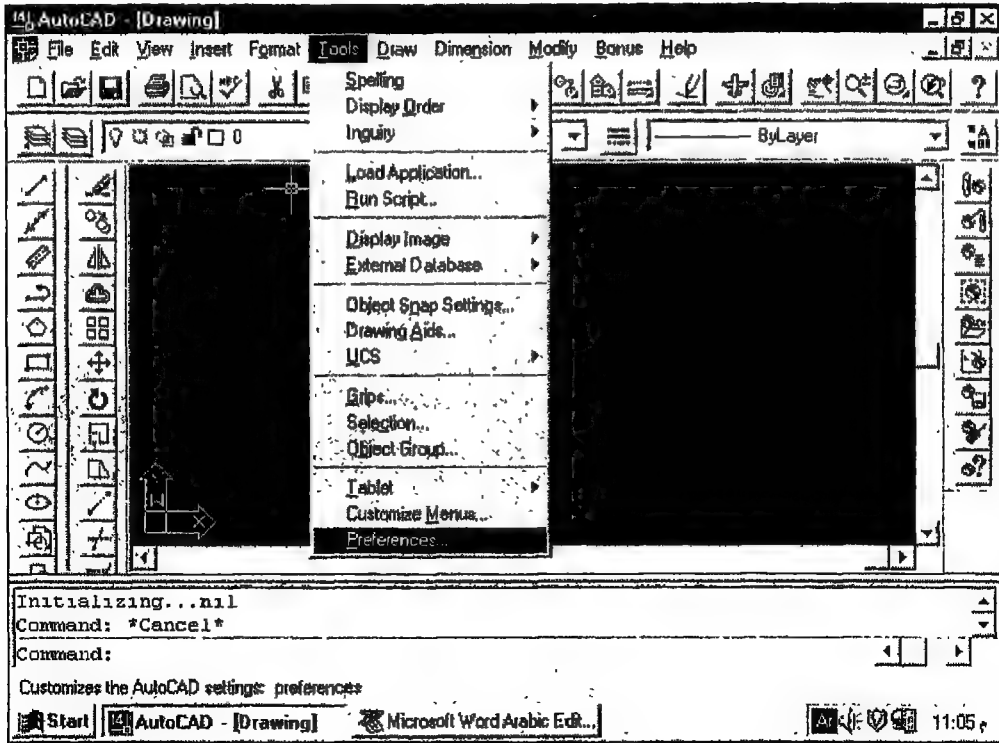 AutoCAD - [Drawing]
File Edit View Insert Format Tools Draw Dimension Modify Bonus Help
Spelling
Display Order
Inquiry
0 ByLayer
Load Application...
Run Script...
Display Image
External Database
Object Snap Settings...
Drawing Aids...
UCS
Grips...
Selection...
Object Group...
Tablet
Customize Menus...
Preferences...
W
X
Initializing...nil
Command: *Cancel*
Command:
Customizes the AutoCAD settings: preferences
Start AutoCAD - [Drawing] Microsoft Word Arabic Edit... Ar 11:05 م